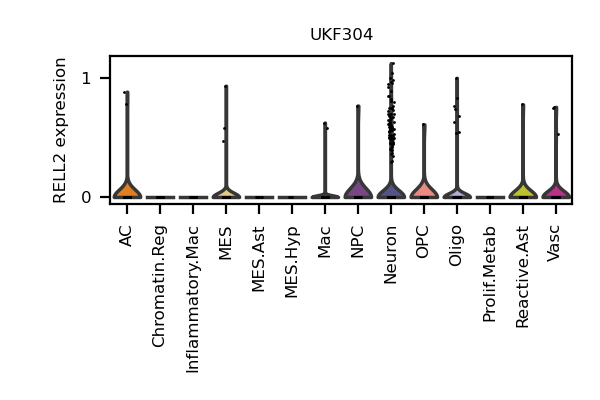 UKF304
RELL2 expression
1
0
AC
Chromatin.Reg
Inflammatory.Mac
MES
MES.Ast
MES.Hyp
Mac
NPC
Neuron
OPC
Oligo
Prolif.Metab
Reactive.Ast
Vasc